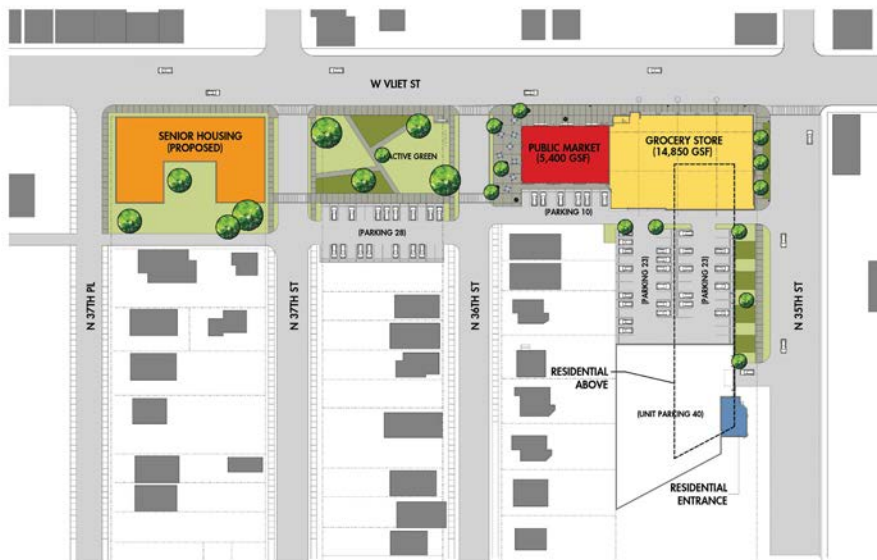 W VLIET ST
SENIOR HOUSING
(PROPOSED)
ACTIVE GREEN
PUBLIC MARKET
(5,400 GSF)
GROCERY STORE
(14,850 GSF)
(PARKING 10)
(PARKING 28)
(PARKING 23)
(PARKING 23)
N 37TH PL
N 37TH ST
N 36TH ST
N 35TH ST
RESIDENTIAL
ABOVE
(UNIT PARKING 40)
RESIDENTIAL
ENTRANCE